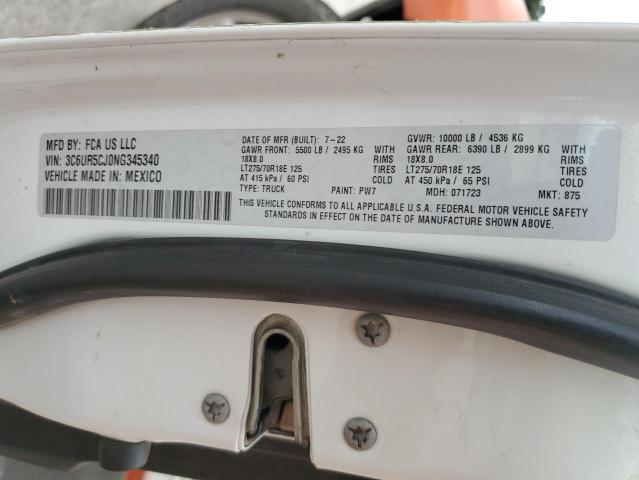 MFD BY: FCA US LLC
VIN: 3C6UR5CJ0NG345340
VEHICLE MADE IN: MEXICO
DATE OF MFR (BUILT): 7-22 GVWR: 10000 LB / 4536 KG
GAWR FRONT: 5500 LB / 2495 KG WITH GAWR REAR: 6390 LB / 2899 KG WITH
18X8.0 RIMS 18X8.0 RIMS
LT275/70R18E 125 TIRES LT275/70R18E 125 TIRES
AT 415 kPa / 60 PSI COLD AT 450 kPa / 65 PSI COLD
TYPE: TRUCK PAINT: PW7 MDH: 071723 MKT: 875
THIS VEHICLE CONFORMS TO ALL APPLICABLE U.S.A. FEDERAL MOTOR VEHICLE SAFETY
STANDARDS IN EFFECT ON THE DATE OF MANUFACTURE SHOWN ABOVE.